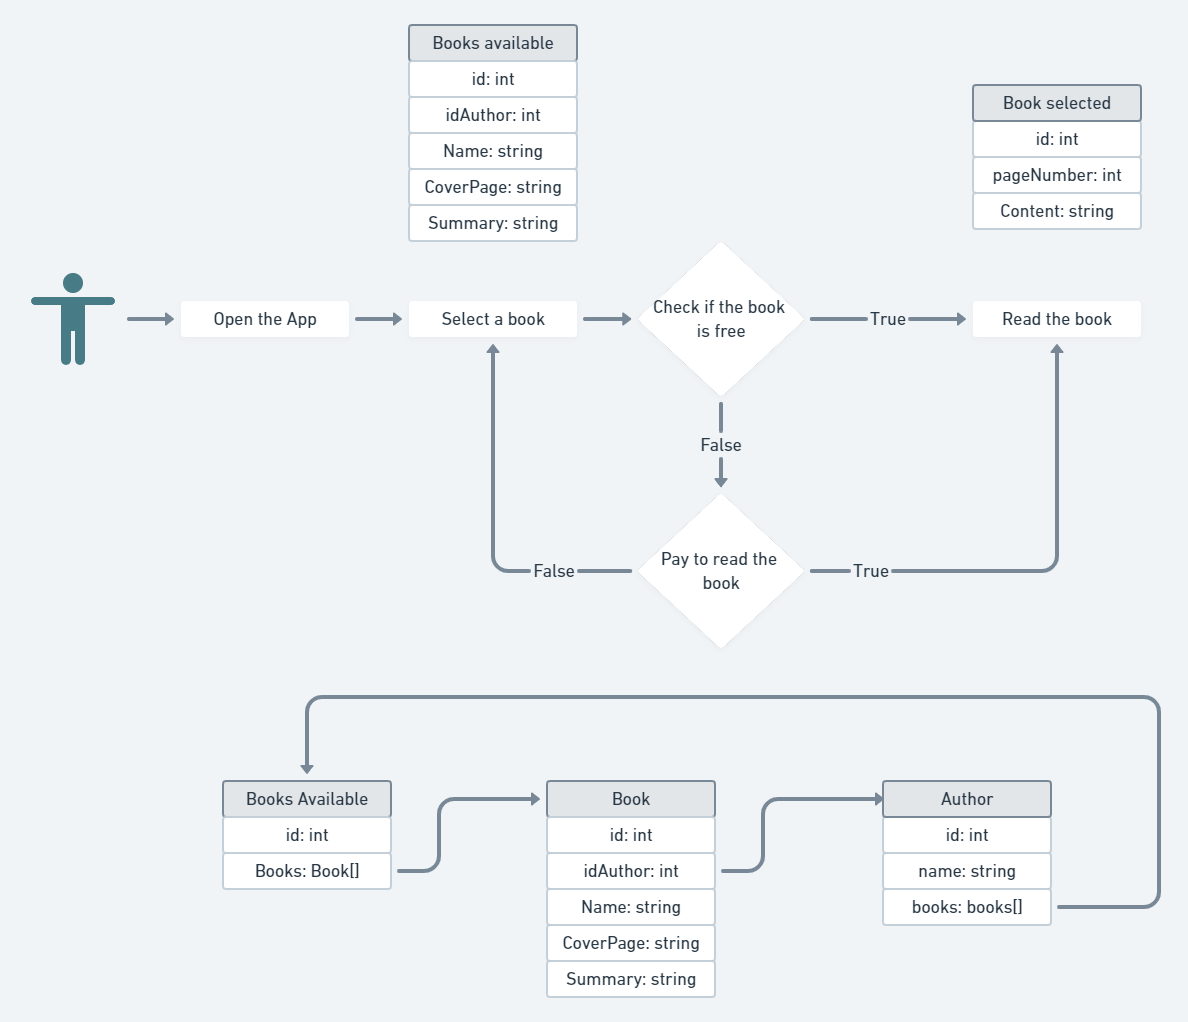 Books available
id: int
idAuthor: int
Name: string
CoverPage: string
Summary: string
Book selected
id: int
pageNumber: int
Content: string
Open the App
Select a book
Check if the book
is free
True
Read the book
False
Pay to read the
book
False
True
Books Available
id: int
Books: Book[]
Book
id: int
idAuthor: int
Name: string
CoverPage: string
Summary: string
Author
id: int
name: string
books: books[]